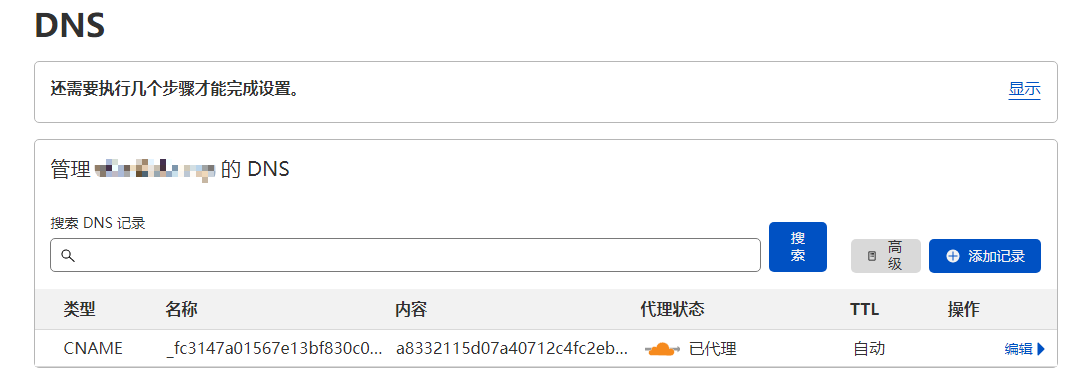 DNS
还需要执行几个步骤才能完成设置。 显示
管理 的 DNS
搜索 DNS 记录
搜索
高级
添加记录
类型 名称 内容 代理状态 TTL 操作
CNAME _fc3147a01567e13bf830c0... a8332115d07a40712c4fc2eb... 已代理 自动 编辑